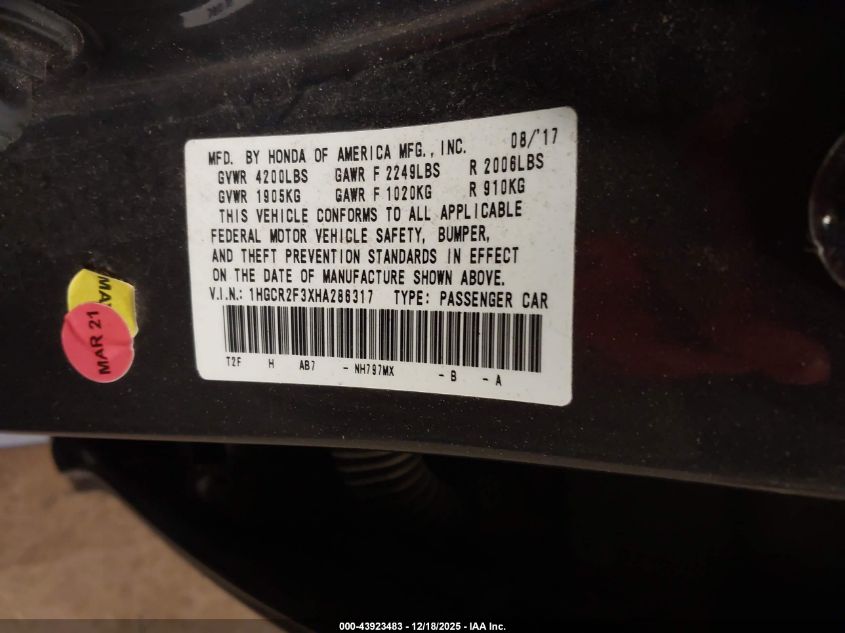 MFD. BY HONDA OF AMERICA MFG., INC. 08/'17
GVWR 4200LBS GAWR F 2249LBS R 2006LBS
GVWR 1905KG GAWR F 1020KG R 910KG
THIS VEHICLE CONFORMS TO ALL APPLICABLE
FEDERAL MOTOR VEHICLE SAFETY, BUMPER,
AND THEFT PREVENTION STANDARDS IN EFFECT
ON THE DATE OF MANUFACTURE SHOWN ABOVE.
V.I.N.: 1HGCR2F3XHA286317 TYPE: PASSENGER CAR
T2F H AB7 - NH797MX - B - A
MAY
MAR 21
000-43923483 - 12/18/2025 - IAA Inc.